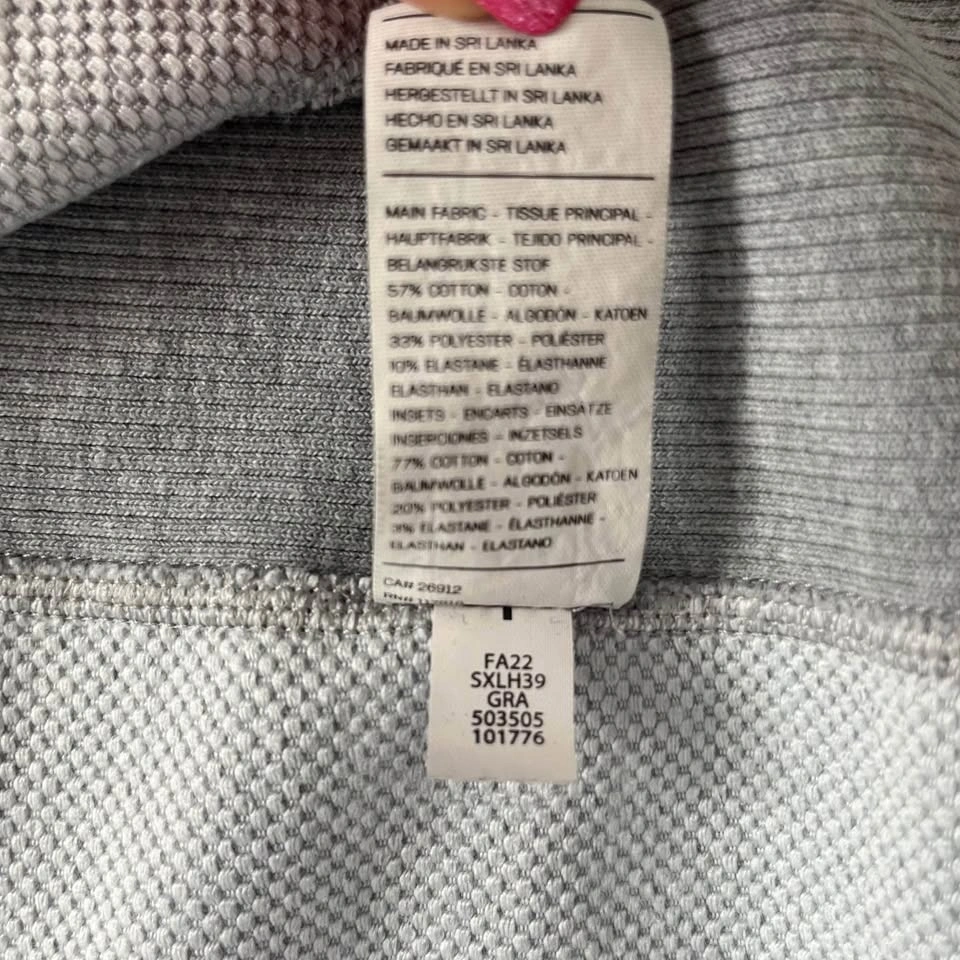 MADE IN SRI LANKA
FABRIQUÉ EN SRI LANKA
HERGESTELLT IN SRI LANKA
HECHO EN SRI LANKA
GEMAAKT IN SRI LANKA
MAIN FABRIC - TISSUE PRINCIPAL -
HAUPTFABRIK - TEJIDO PRINCIPAL -
BELANGRIJKSTE STOF
57% COTTON - COTON -
BAUMWOLLE - ALGODÓN - KATOEN
33% POLYESTER - POLIÉSTER
10% ELASTANE - ÉLASTHANNE
ELASTHAN - ELASTANO
INSETS - ENCARTS - EINSÄTZE
INSERCIONES - INZETSELS
77% COTTON - COTON -
BAUMWOLLE - ALGODÓN - KATOEN
20% POLYESTER - POLIÉSTER
3% ELASTANE - ÉLASTHANNE -
ELASTHAN - ELASTANO
CA# 26912
FA22
SXLH39
GRA
503505
101776